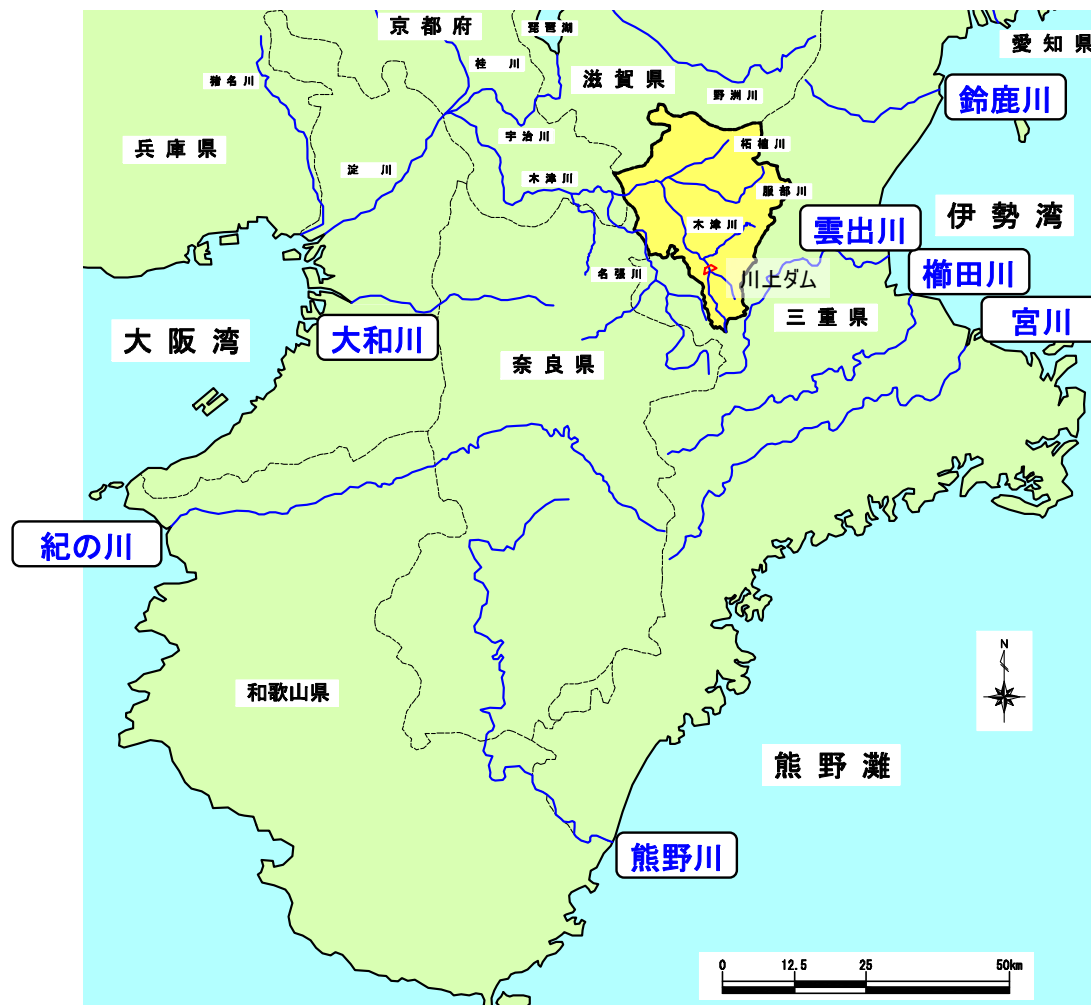 京都府
琵琶湖
愛知県
桂川
滋賀県
猪名川
野洲川
鈴鹿川
宇治川
兵庫県
柘植川
淀川
木津川
服部川
伊勢湾
木津川
雲出川
名張川
川上ダム
櫛田川
三重県
宮川
大阪湾
大和川
奈良県
紀の川
N
和歌山県
熊野灘
熊野川
0 12.5 25 50km